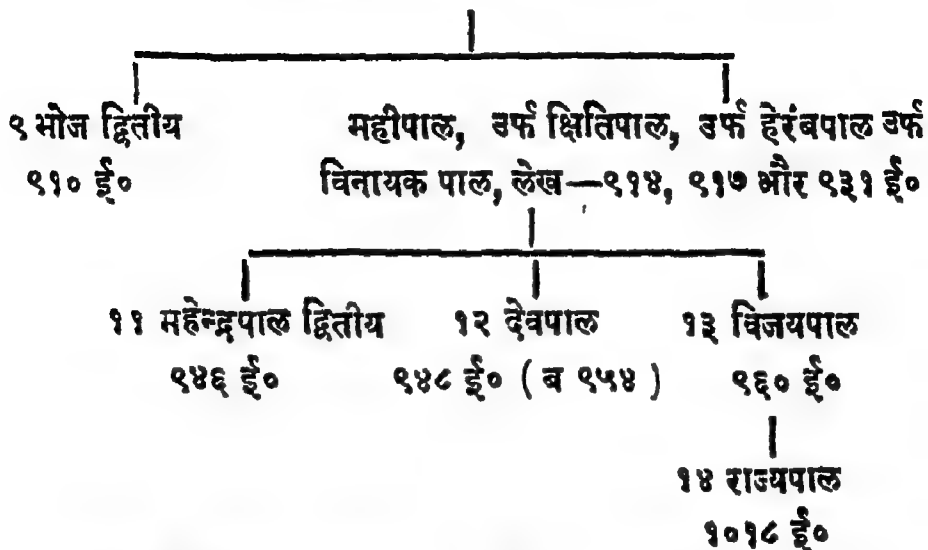 ९ भोज द्वितीय महीपाल, उर्फ क्षितिपाल, उर्फ हेरंबपाल उर्फ
९१० ई० विनायक पाल, लेख—९१४, ९१७ और ९३१ ई०
११ महेन्द्रपाल द्वितीय १२ देवपाल १३ विजयपाल
९४६ ई० ९४८ ई० ( व ९५४ ) ९६० ई०
१४ राज्यपाल
१०१८ ई०